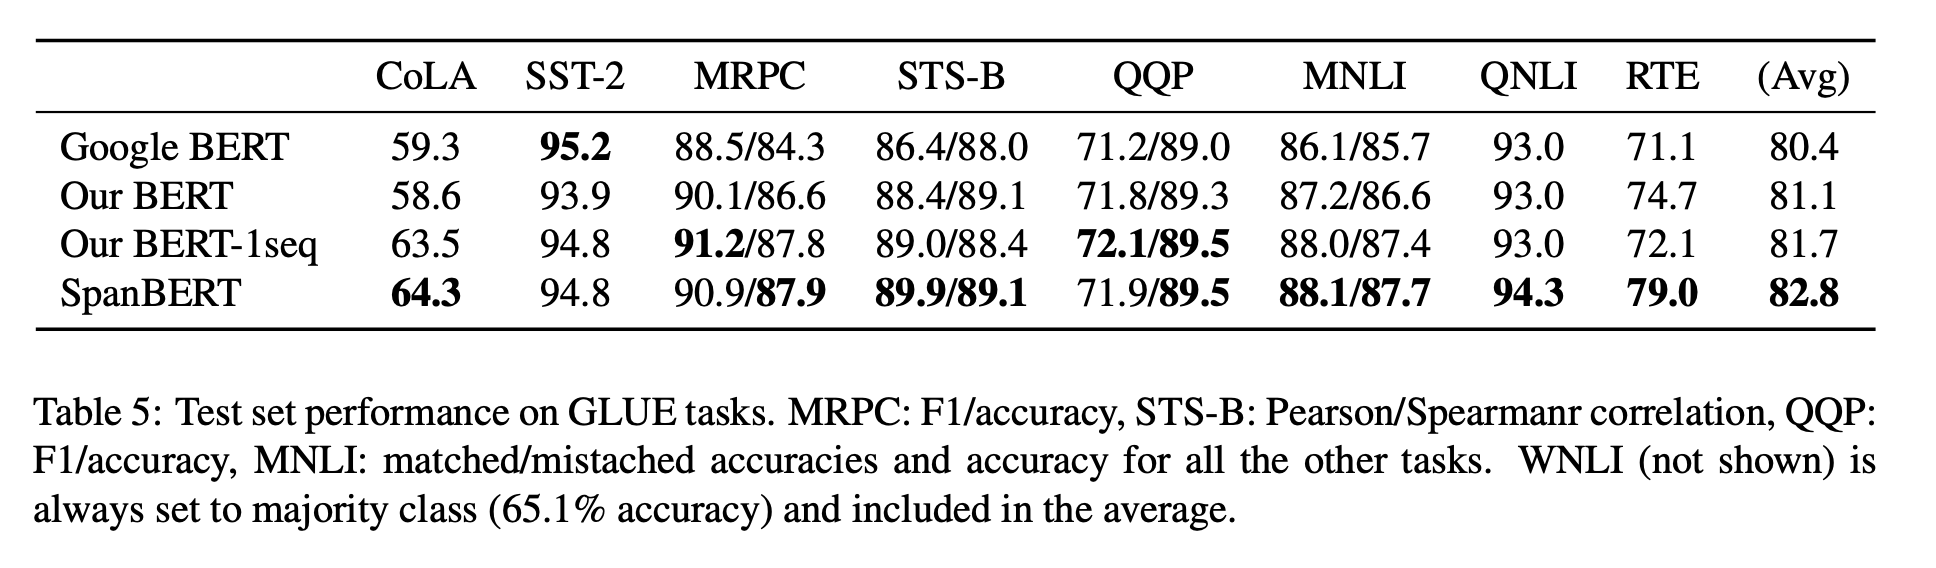 CoLA SST-2 MRPC STS-B QQP MNLI QNLI RTE (Avg)
Google BERT 59.3 95.2 88.5/84.3 86.4/88.0 71.2/89.0 86.1/85.7 93.0 71.1 80.4
Our BERT 58.6 93.9 90.1/86.6 88.4/89.1 71.8/89.3 87.2/86.6 93.0 74.7 81.1
Our BERT-1seq 63.5 94.8 91.2/87.8 89.0/88.4 72.1/89.5 88.0/87.4 93.0 72.1 81.7
SpanBERT 64.3 94.8 90.9/87.9 89.9/89.1 71.9/89.5 88.1/87.7 94.3 79.0 82.8
Table 5: Test set performance on GLUE tasks. MRPC: F1/accuracy, STS-B: Pearson/Spearmanr correlation, QQP:
F1/accuracy, MNLI: matched/mistached accuracies and accuracy for all the other tasks. WNLI (not shown) is
always set to majority class (65.1% accuracy) and included in the average.